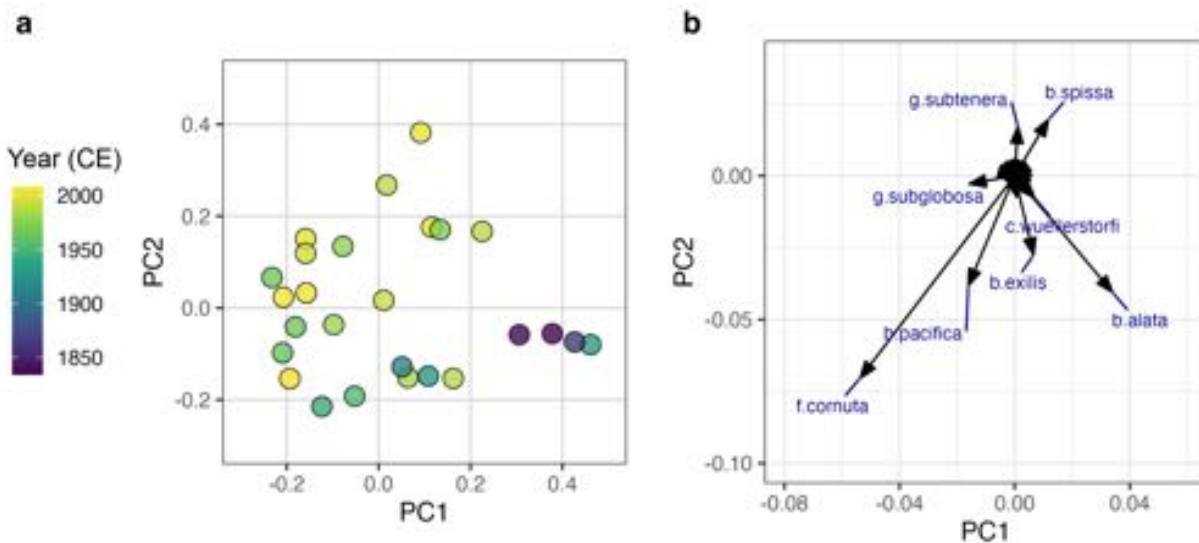 a
Year (CE)
2000
1950
1900
1850
PC2
0.4
0.2
0.0
-0.2
-0.2
0.0
0.2
0.4
PC1
b
PC2
0.00
-0.05
-0.10
g.subtenera
b.spissa
g.subglobosa
c.wuellerstorfi
b.exilis
b.pacifica
b.alata
f.cornuta
-0.08
-0.04
0.00
0.04
PC1